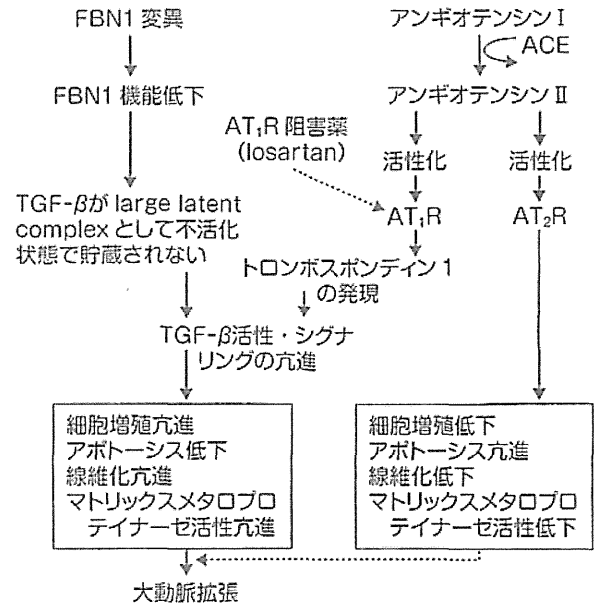 FBN1 変異
FBN1 機能低下
TGF-βが large latent
complex として不活化
状態で貯蔵されない
アンギオテンシン I
ACE
アンギオテンシン II
AT₁R 阻害薬
(losartan)
活性化
活性化
AT₁R
AT₂R
トロンボスポンディン 1
の発現
TGF-β活性・シグナ
リングの亢進
細胞増殖亢進
アポトーシス低下
線維化亢進
マトリックスメタロプロ
テイナーゼ活性亢進
細胞増殖低下
アポトーシス亢進
線維化低下
マトリックスメタロプロ
テイナーゼ活性低下
大動脈拡張